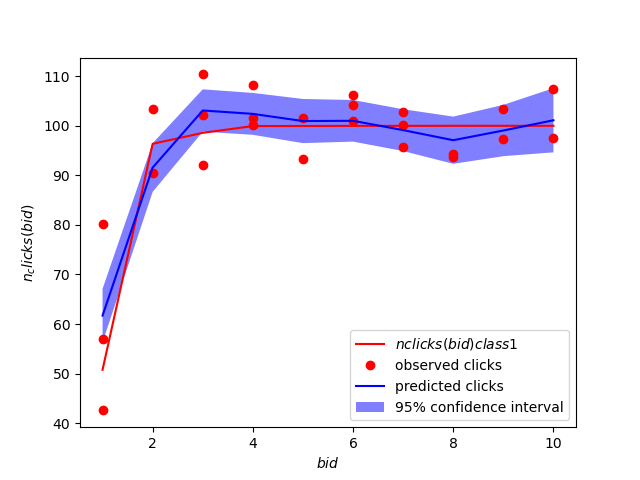 110
100
90
80
70
60
50
40
n_clicks(bid)
nclicks(bid)class1
observed clicks
predicted clicks
95% confidence interval
2
4
6
8
10
bid